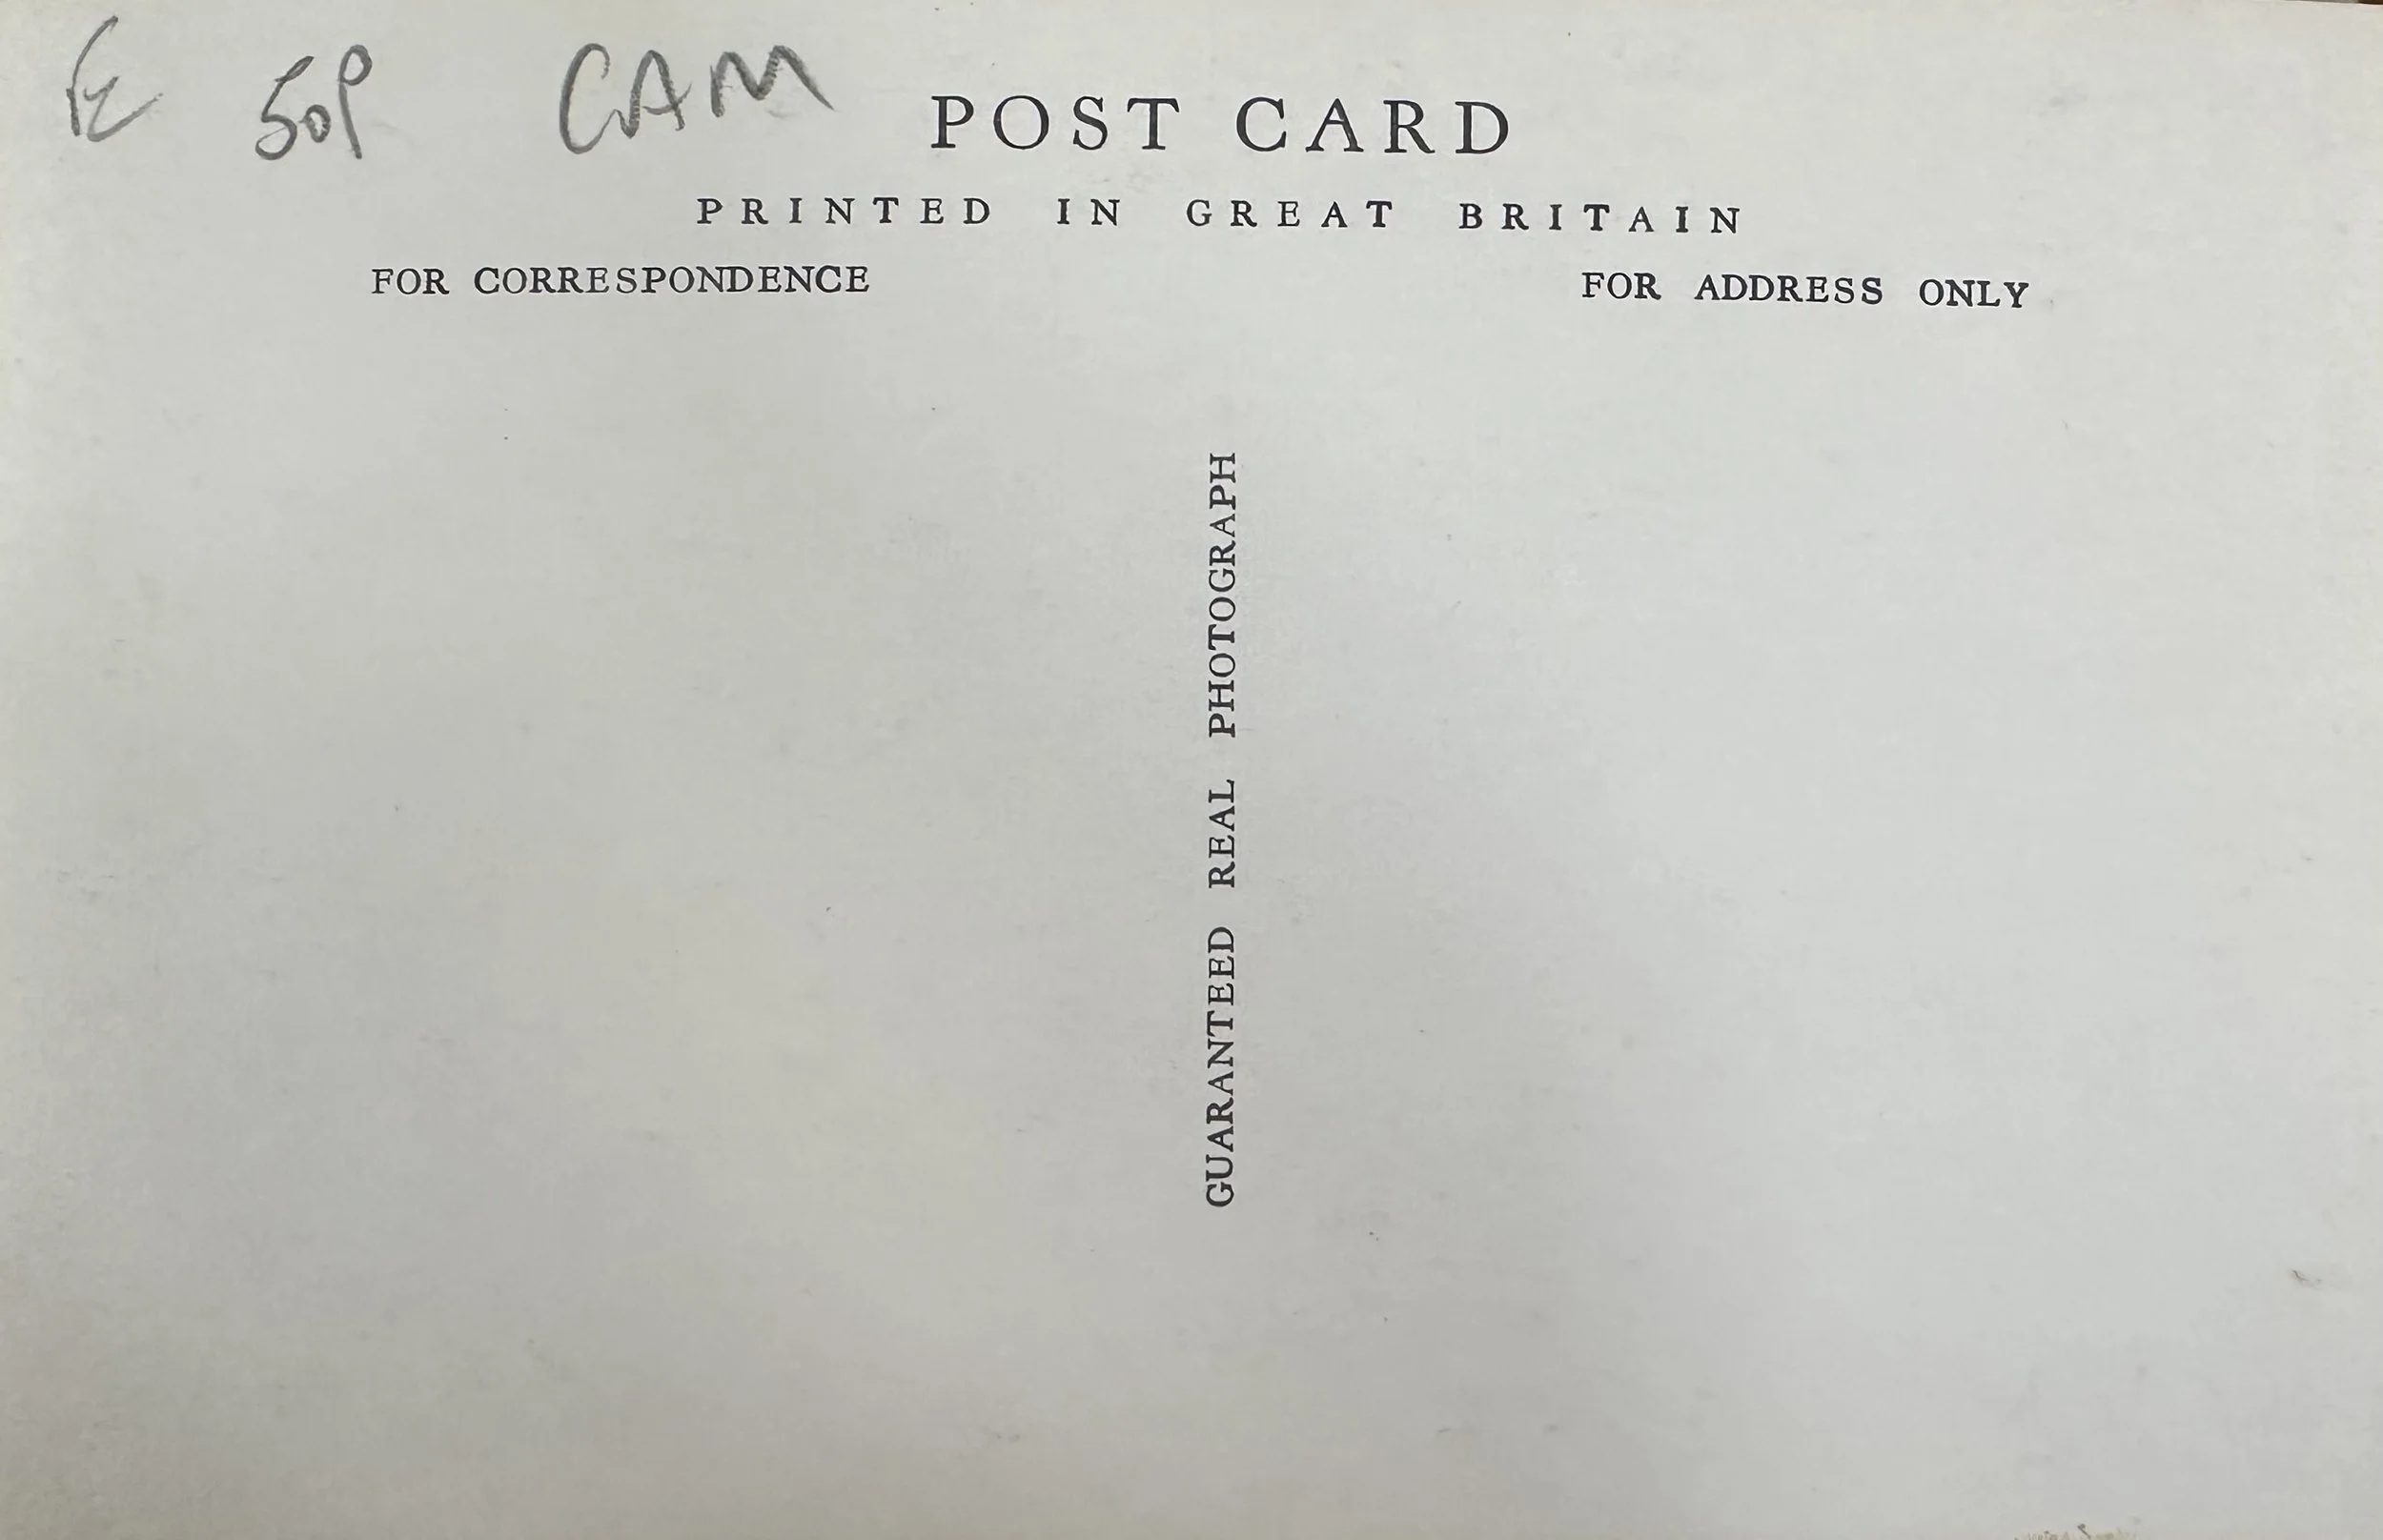 E 50P CAM
POST CARD
PRINTED IN GREAT BRITAIN
FOR CORRESPONDENCE
FOR ADDRESS ONLY
GUARANTEED REAL PHOTOGRAPH